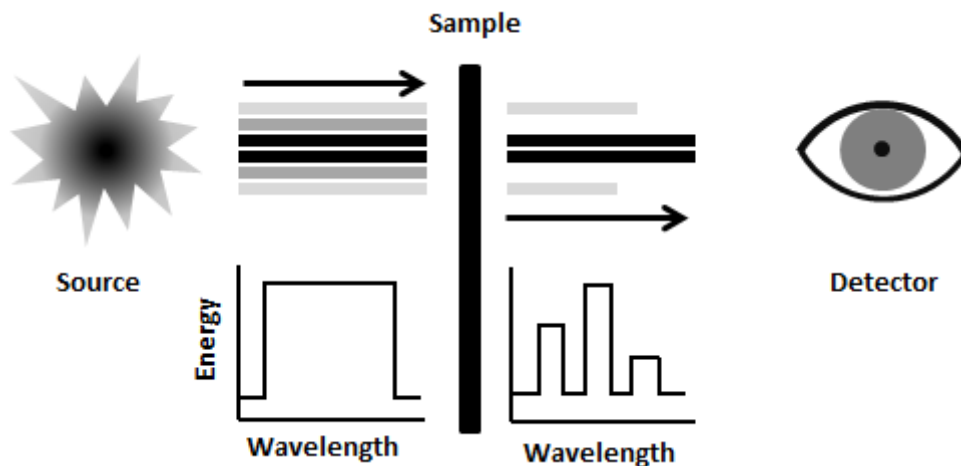 Sample
Source
Detector
Energy
Wavelength
Wavelength